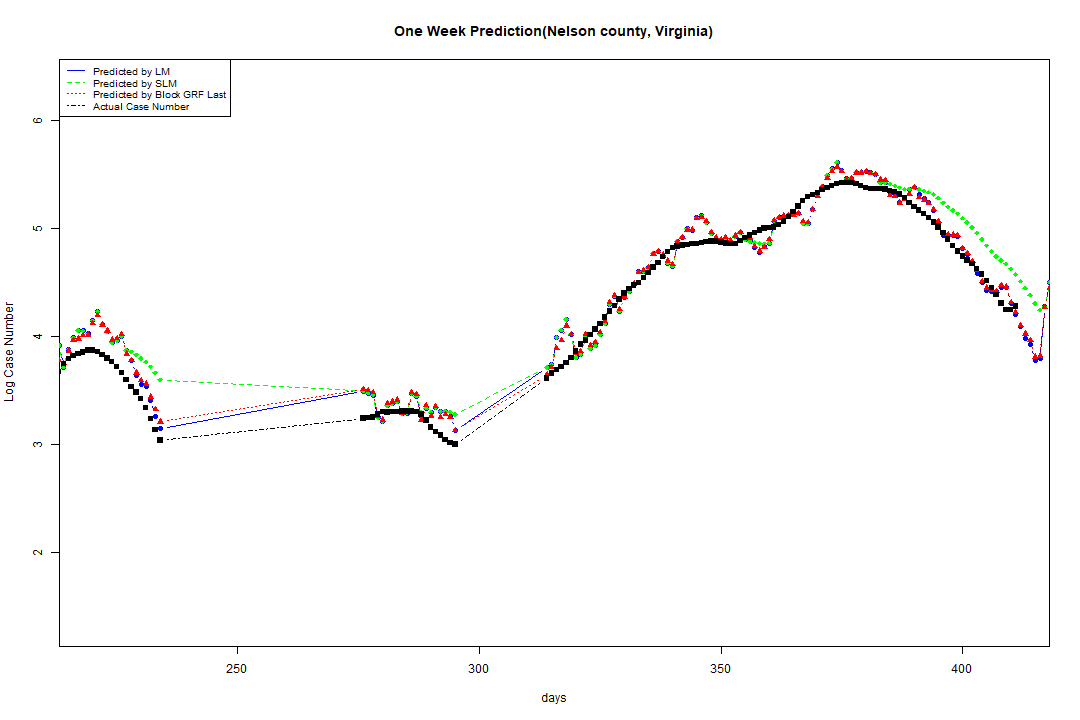 One Week Prediction(Nelson county, Virginia)
Predicted by LM
Predicted by SLM
Predicted by Block GRF Last
Actual Case Number
Log Case Number
6
5
4
3
2
250 300 350 400
days